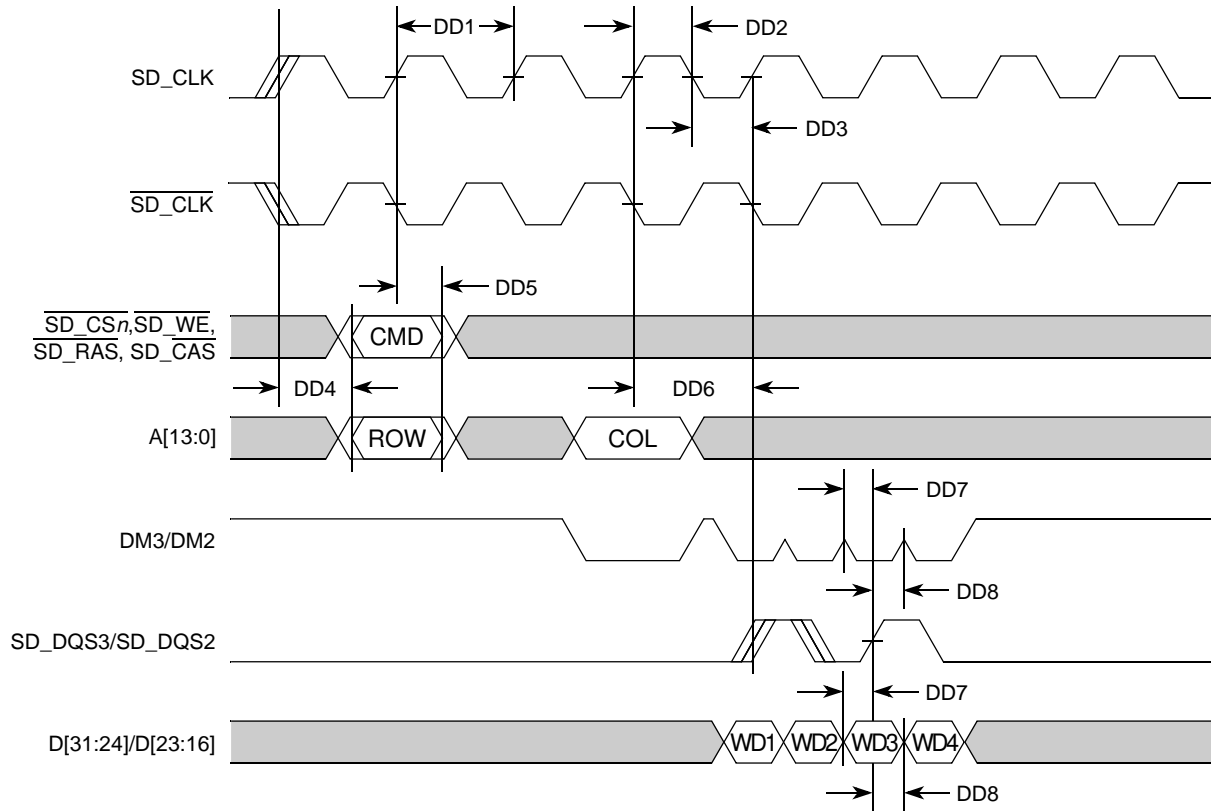 DD1
DD2
SD_CLK
DD3
SD_CLK
DD5
SD_CSn,SD_WE,
SD_RAS, SD_CAS
CMD
DD4
DD6
A[13:0]
ROW
COL
DD7
DM3/DM2
DD8
SD_DQS3/SD_DQS2
DD7
D[31:24]/D[23:16]
WD1
WD2
WD3
WD4
DD8